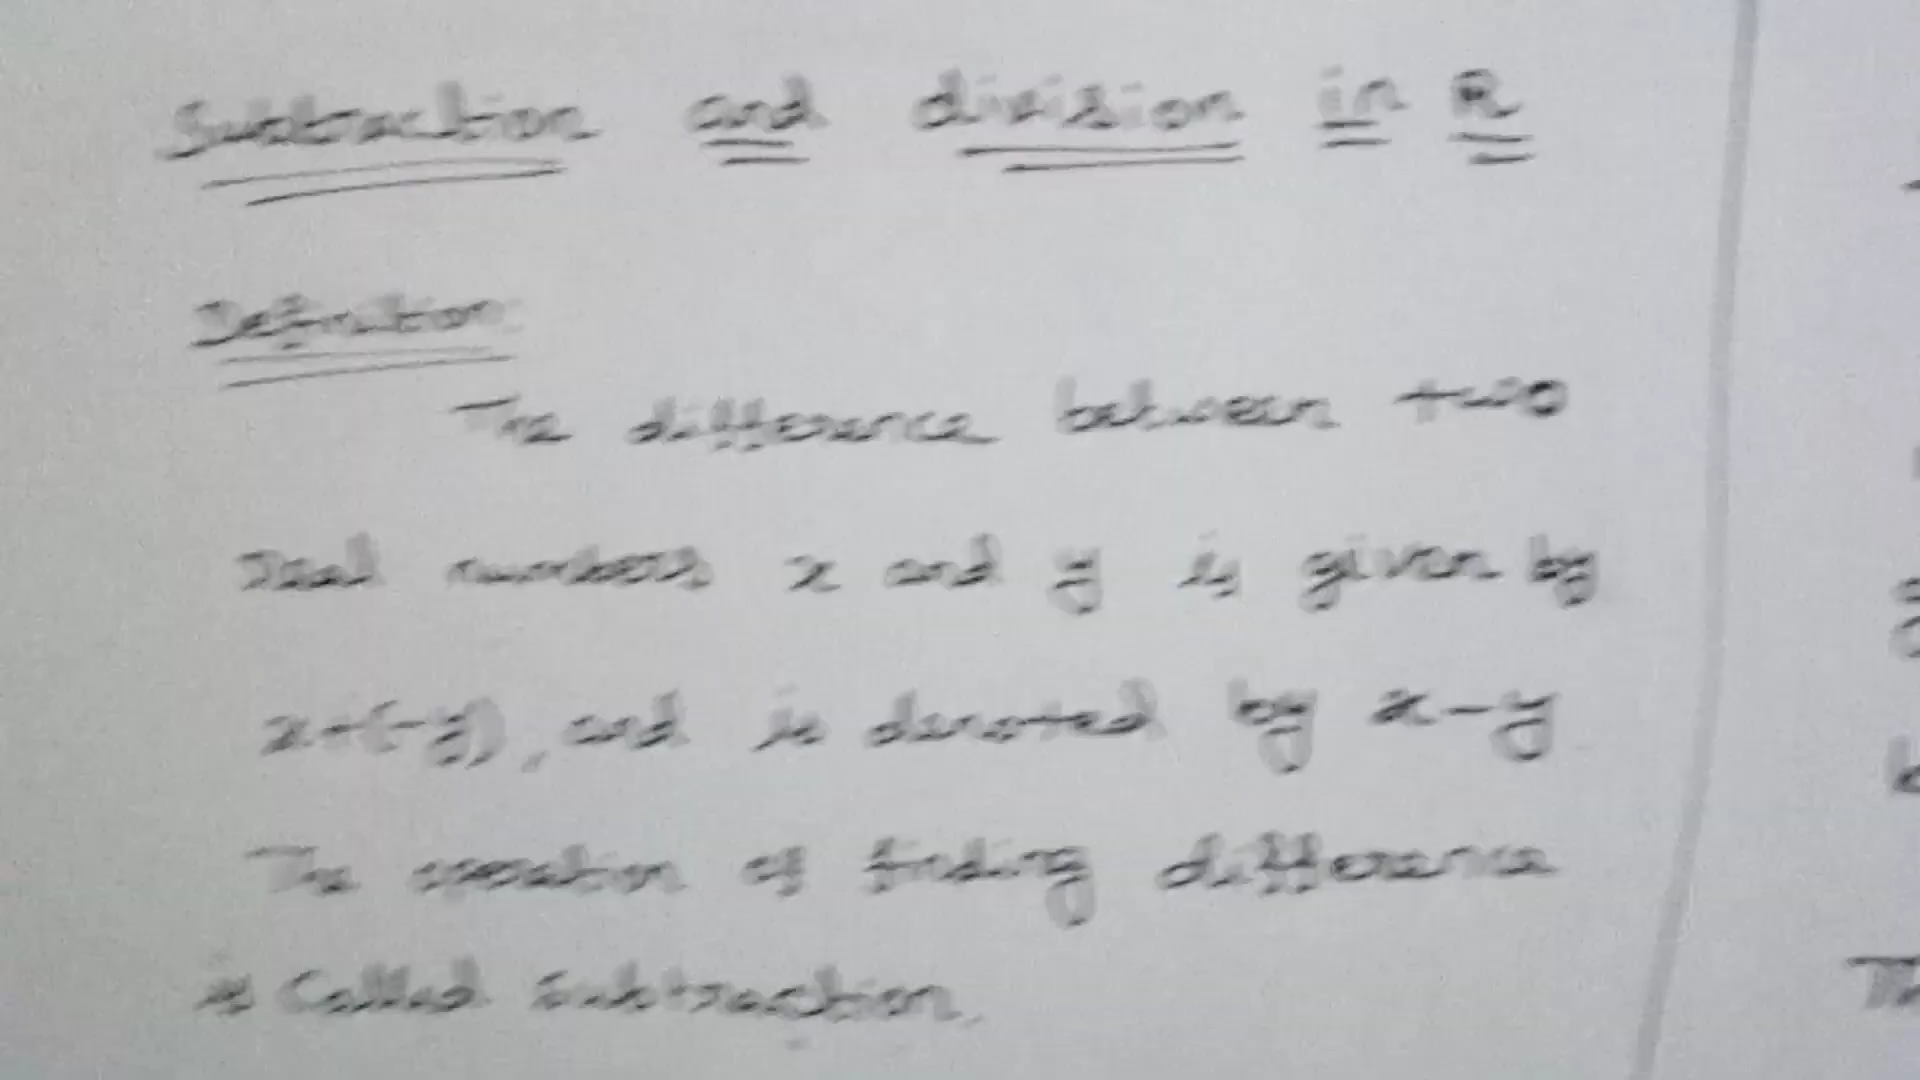 Subtraction and division in R
Definition:
The difference between two
real numbers x and y is given by
x+(-y), and is denoted by x-y
The operation of finding difference
is called subtraction.
Th